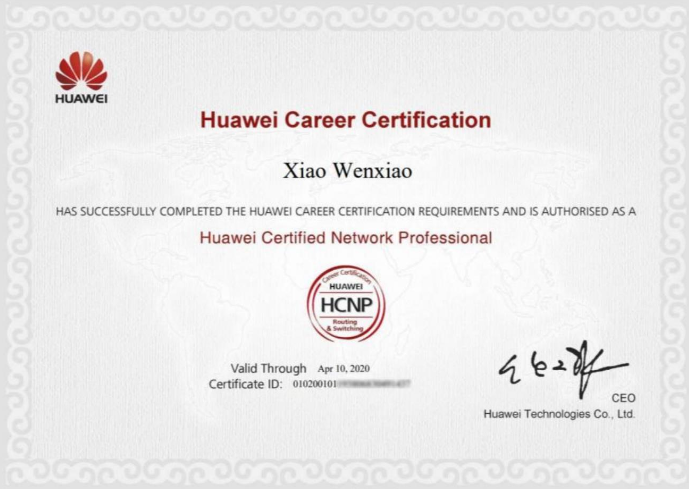 HUAWEI
Huawei Career Certification
Xiao Wenxiao
HAS SUCCESSFULLY COMPLETED THE HUAWEI CAREER CERTIFICATION REQUIREMENTS AND IS AUTHORISED AS A
Huawei Certified Network Professional
Career Certification
HUAWEI
HCNP
Routing
& Switching
Valid Through Apr 10, 2020
Certificate ID: 010200101
CEO
Huawei Technologies Co., Ltd.